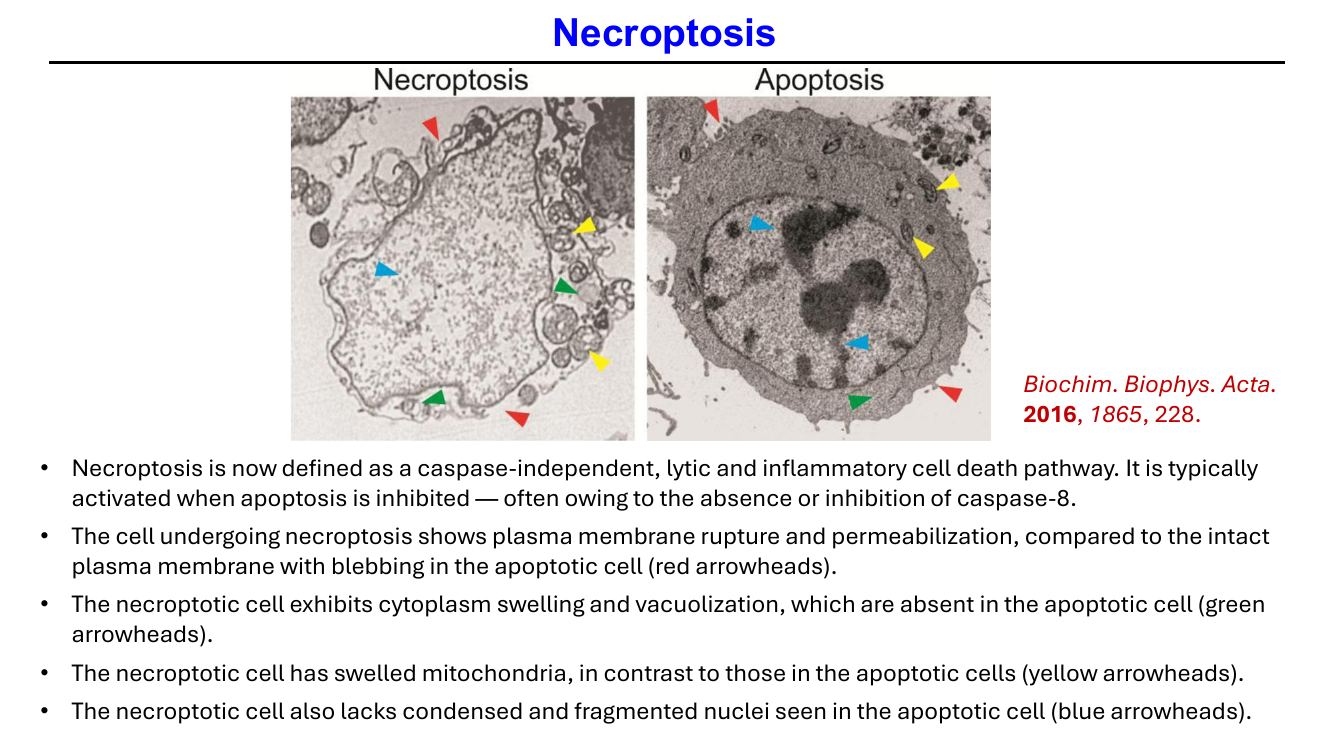 Necroptosis
Necroptosis
Apoptosis
Biochim. Biophys. Acta.
2016, 1865, 228.
• Necroptosis is now defined as a caspase-independent, lytic and inflammatory cell death pathway. It is typically
activated when apoptosis is inhibited — often owing to the absence or inhibition of caspase-8.
• The cell undergoing necroptosis shows plasma membrane rupture and permeabilization, compared to the intact
plasma membrane with blebbing in the apoptotic cell (red arrowheads).
• The necroptotic cell exhibits cytoplasm swelling and vacuolization, which are absent in the apoptotic cell (green
arrowheads).
• The necroptotic cell has swelled mitochondria, in contrast to those in the apoptotic cells (yellow arrowheads).
• The necroptotic cell also lacks condensed and fragmented nuclei seen in the apoptotic cell (blue arrowheads).